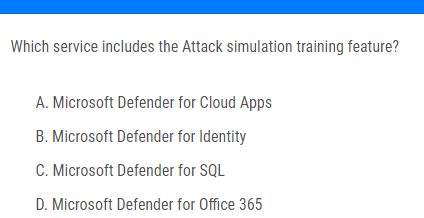 Which service includes the Attack simulation training feature?
A. Microsoft Defender for Cloud Apps
B. Microsoft Defender for Identity
C. Microsoft Defender for SQL
D. Microsoft Defender for Office 365